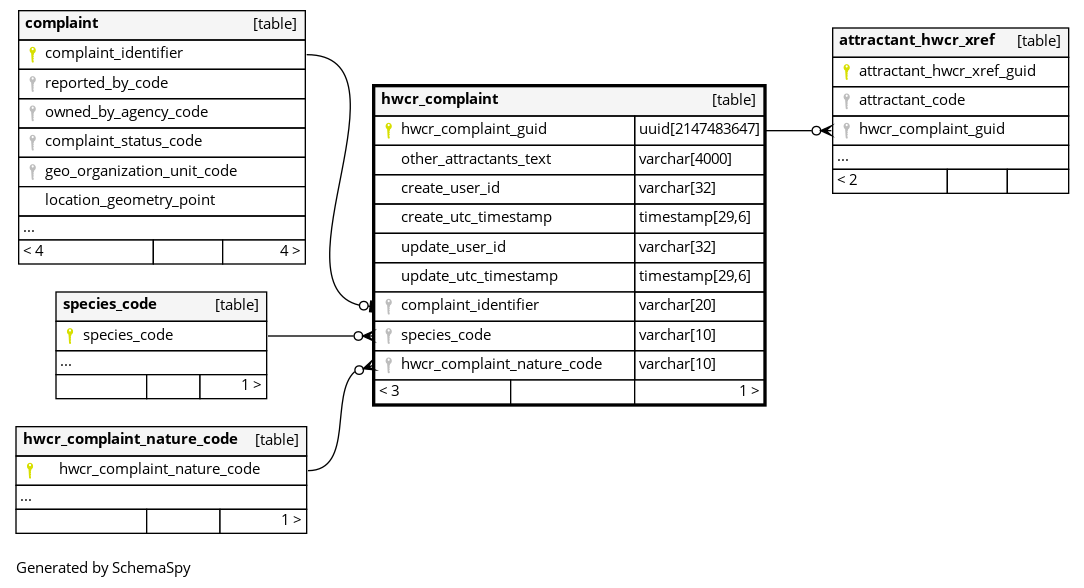 complaint [table]
complaint_identifier
reported_by_code
owned_by_agency_code
complaint_status_code
geo_organization_unit_code
location_geometry_point
...
< 4 4 >
species_code [table]
species_code
...
1 >
hwcr_complaint_nature_code [table]
hwcr_complaint_nature_code
...
1 >
hwcr_complaint [table]
hwcr_complaint_guid uuid[2147483647]
other_attractants_text varchar[4000]
create_user_id varchar[32]
create_utc_timestamp timestamp[29,6]
update_user_id varchar[32]
update_utc_timestamp timestamp[29,6]
complaint_identifier varchar[20]
species_code varchar[10]
hwcr_complaint_nature_code varchar[10]
< 3 1 >
attractant_hwcr_xref [table]
attractant_hwcr_xref_guid
attractant_code
hwcr_complaint_guid
...
< 2
Generated by SchemaSpy